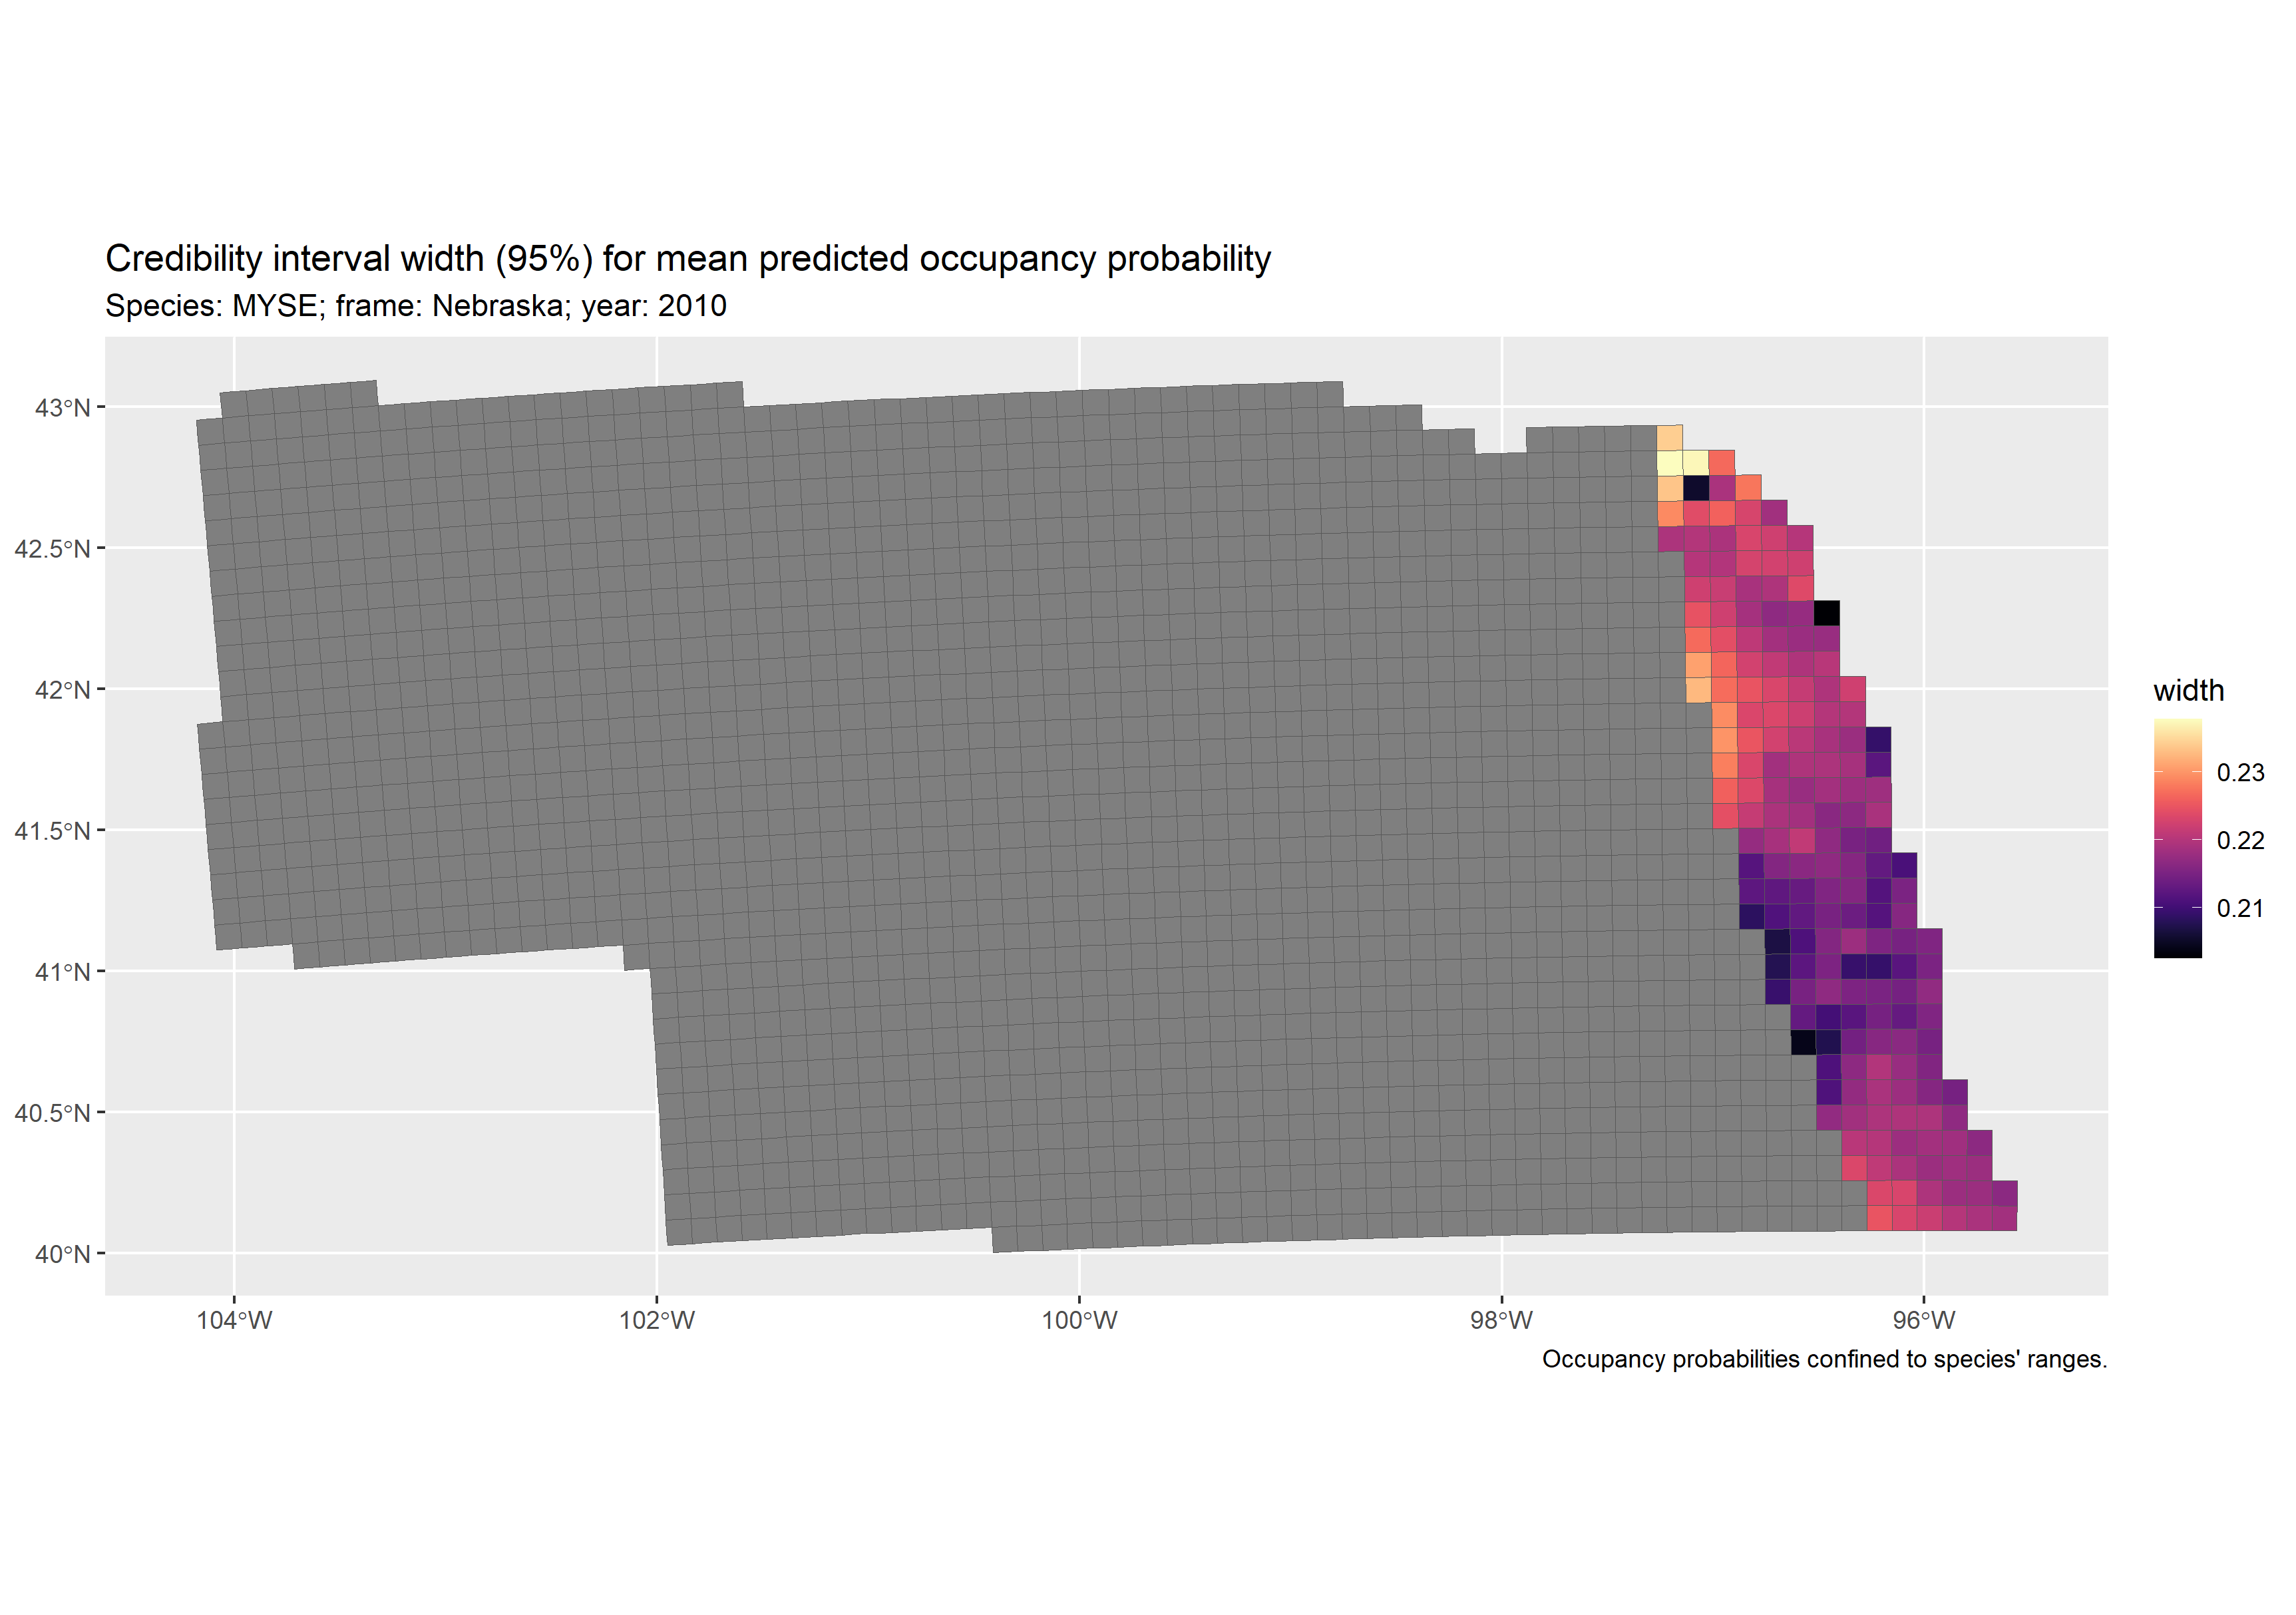 Credibility interval width (95%) for mean predicted occupancy probability
Species: MYSE; frame: Nebraska; year: 2010
43°N
42.5°N
42°N
41.5°N
41°N
40.5°N
40°N
104°W
102°W
100°W
98°W
96°W
width
0.23
0.22
0.21
Occupancy probabilities confined to species' ranges.